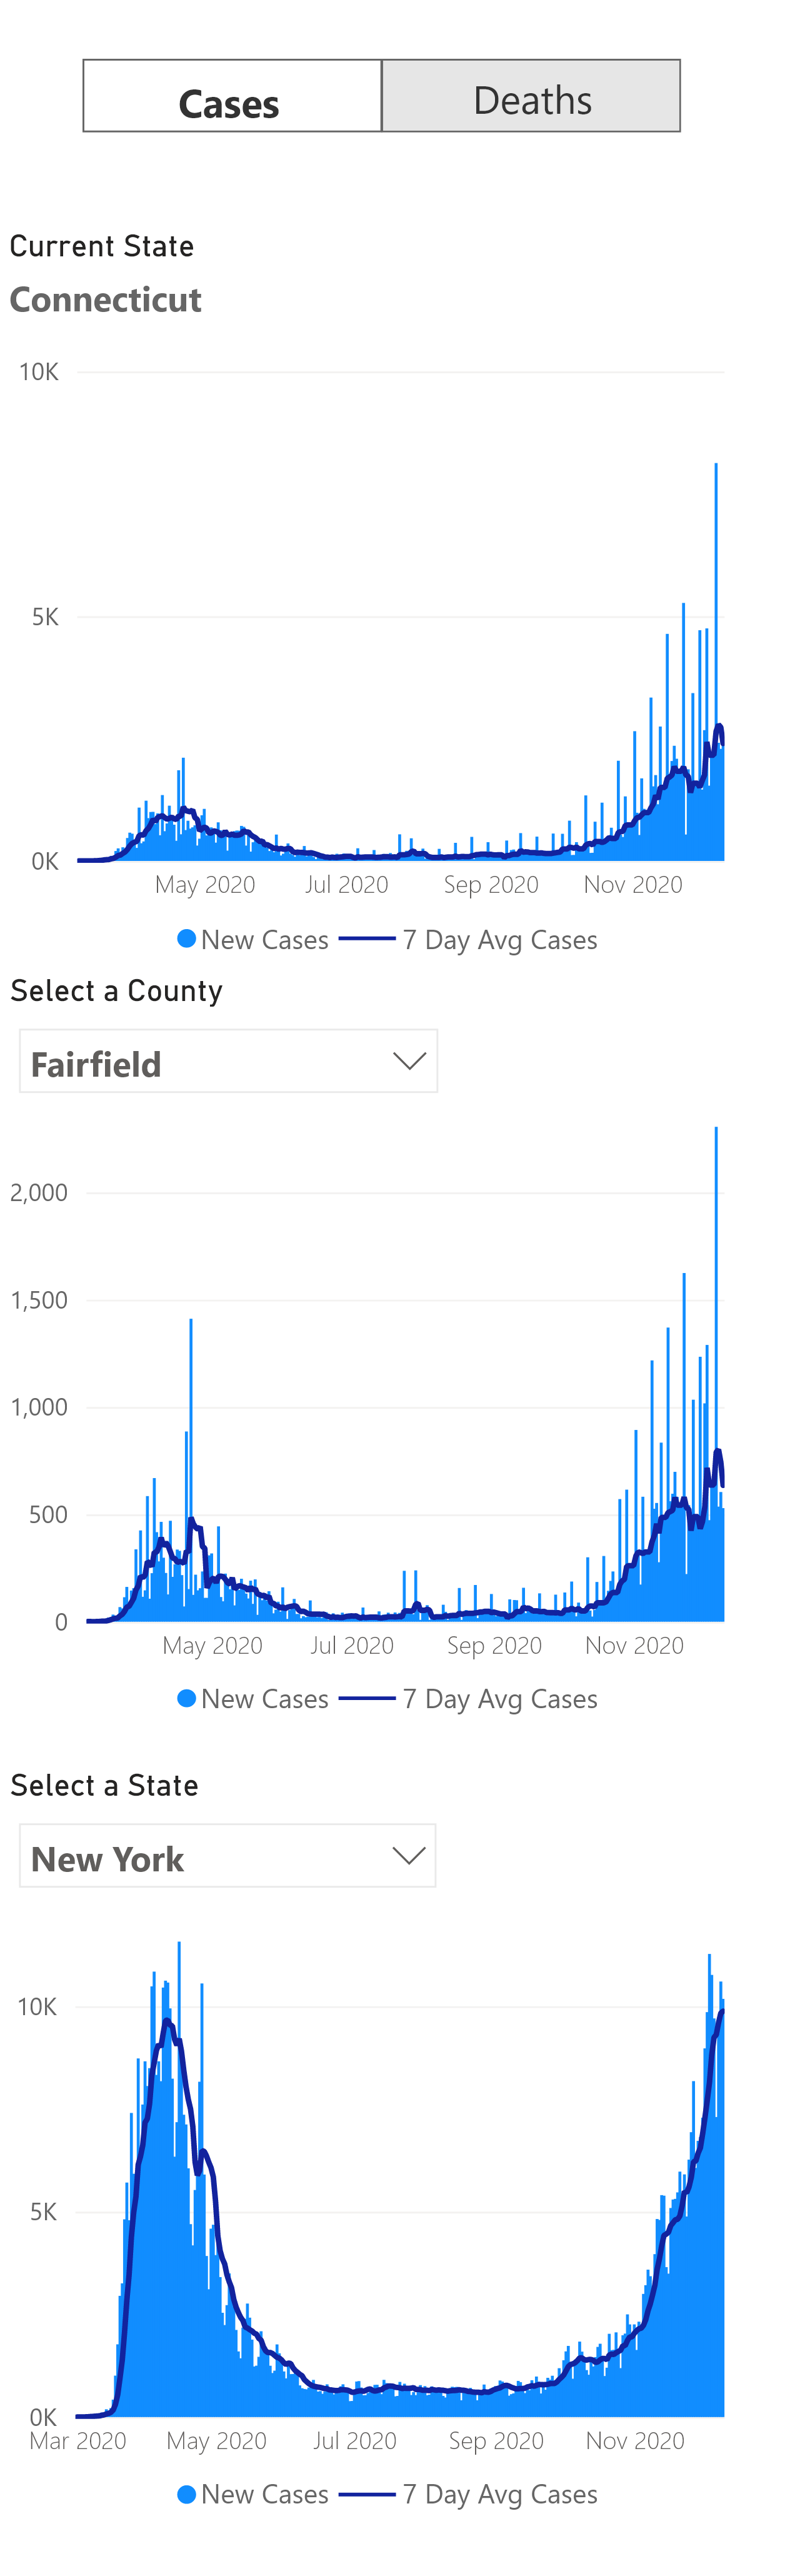 Cases Deaths
Current State
Connecticut
10K
5K
0K
May 2020 Jul 2020 Sep 2020 Nov 2020
New Cases 7 Day Avg Cases
Select a County
Fairfield
2,000
1,500
1,000
500
0
May 2020 Jul 2020 Sep 2020 Nov 2020
New Cases 7 Day Avg Cases
Select a State
New York
10K
5K
0K
Mar 2020 May 2020 Jul 2020 Sep 2020 Nov 2020
New Cases 7 Day Avg Cases